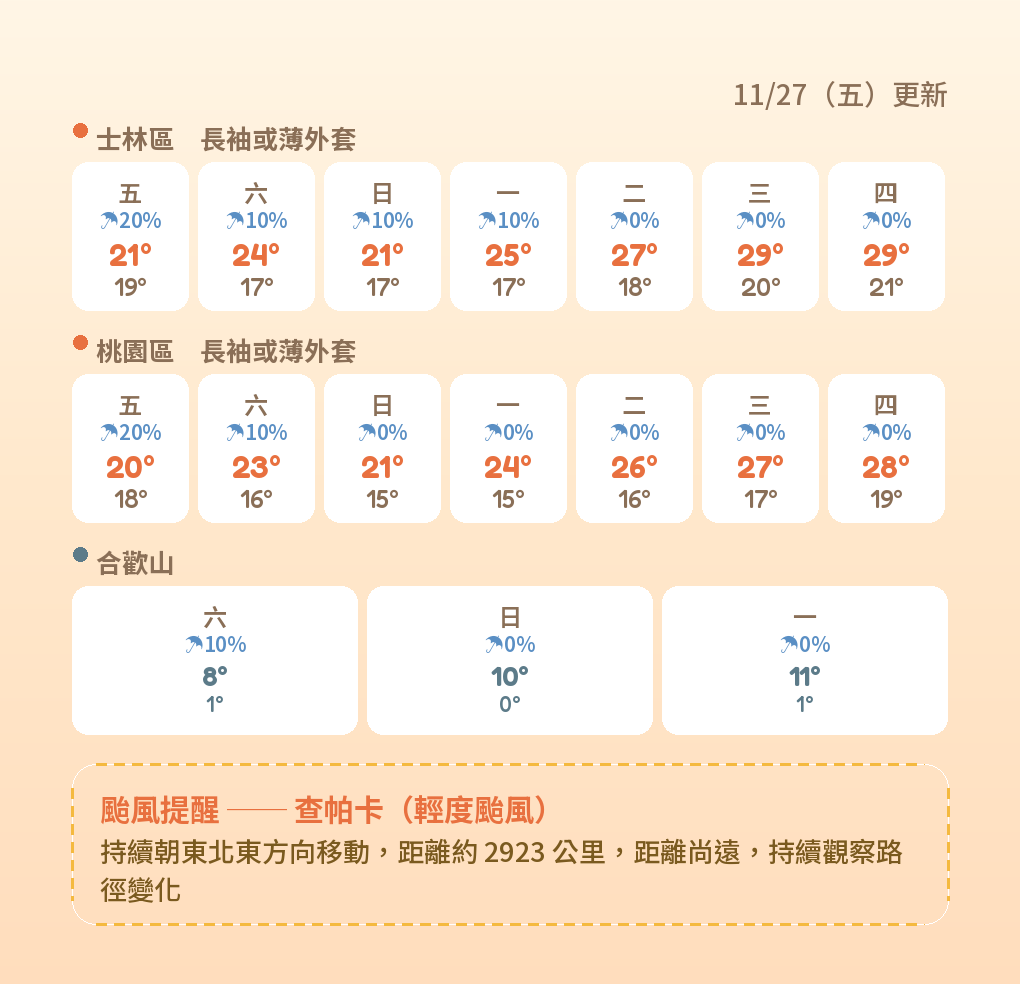 11/27（五）更新
士林區　長袖或薄外套
五 六 日 一 二 三 四
☂20% ☂10% ☂10% ☂10% ☂0% ☂0% ☂0%
21° 24° 21° 25° 27° 29° 29°
19° 17° 17° 17° 18° 20° 21°
桃園區　長袖或薄外套
五 六 日 一 二 三 四
☂20% ☂10% ☂0% ☂0% ☂0% ☂0% ☂0%
20° 23° 21° 24° 26° 27° 28°
18° 16° 15° 15° 16° 17° 19°
合歡山
六 日 一
☂10% ☂0% ☂0%
8° 10° 11°
1° 0° 1°
颱風提醒 —— 查帕卡（輕度颱風）
持續朝東北東方向移動，距離約 2923 公里，距離尚遠，持續觀察路
徑變化